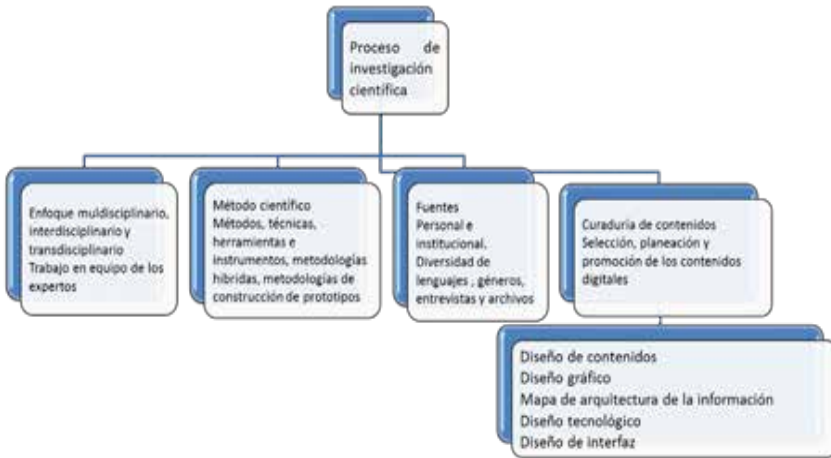 Proceso de
investigación
científica
Enfoque muldisciplinario,
interdisciplinario y
transdisciplinario
Trabajo en equipo de los
expertos
Método científico
Métodos, técnicas,
herramientas e
instrumentos, metodologías
hibridas, metodologías de
construcción de prototipos
Fuentes
Personal e
institucional,
Diversidad de
lenguajes , géneros,
entrevistas y archivos
Curaduría de contenidos
Selección, planeación y
promoción de los contenidos
digitales
Diseño de contenidos
Diseño gráfico
Mapa de arquitectura de la información
Diseño tecnológico
Diseño de interfaz